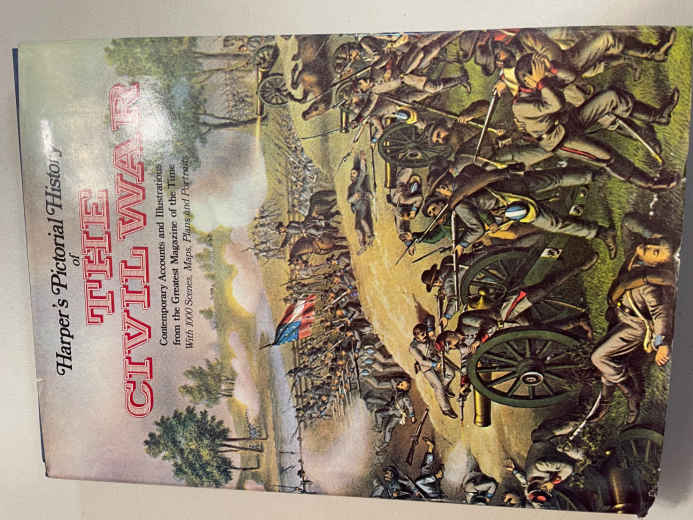 Harper's Pictorial History
of
THE
CIVIL WAR
Contemporary Accounts and Illustrations
from the Greatest Magazine of the Time
With 1000 Scenes, Maps, Plans and Portraits